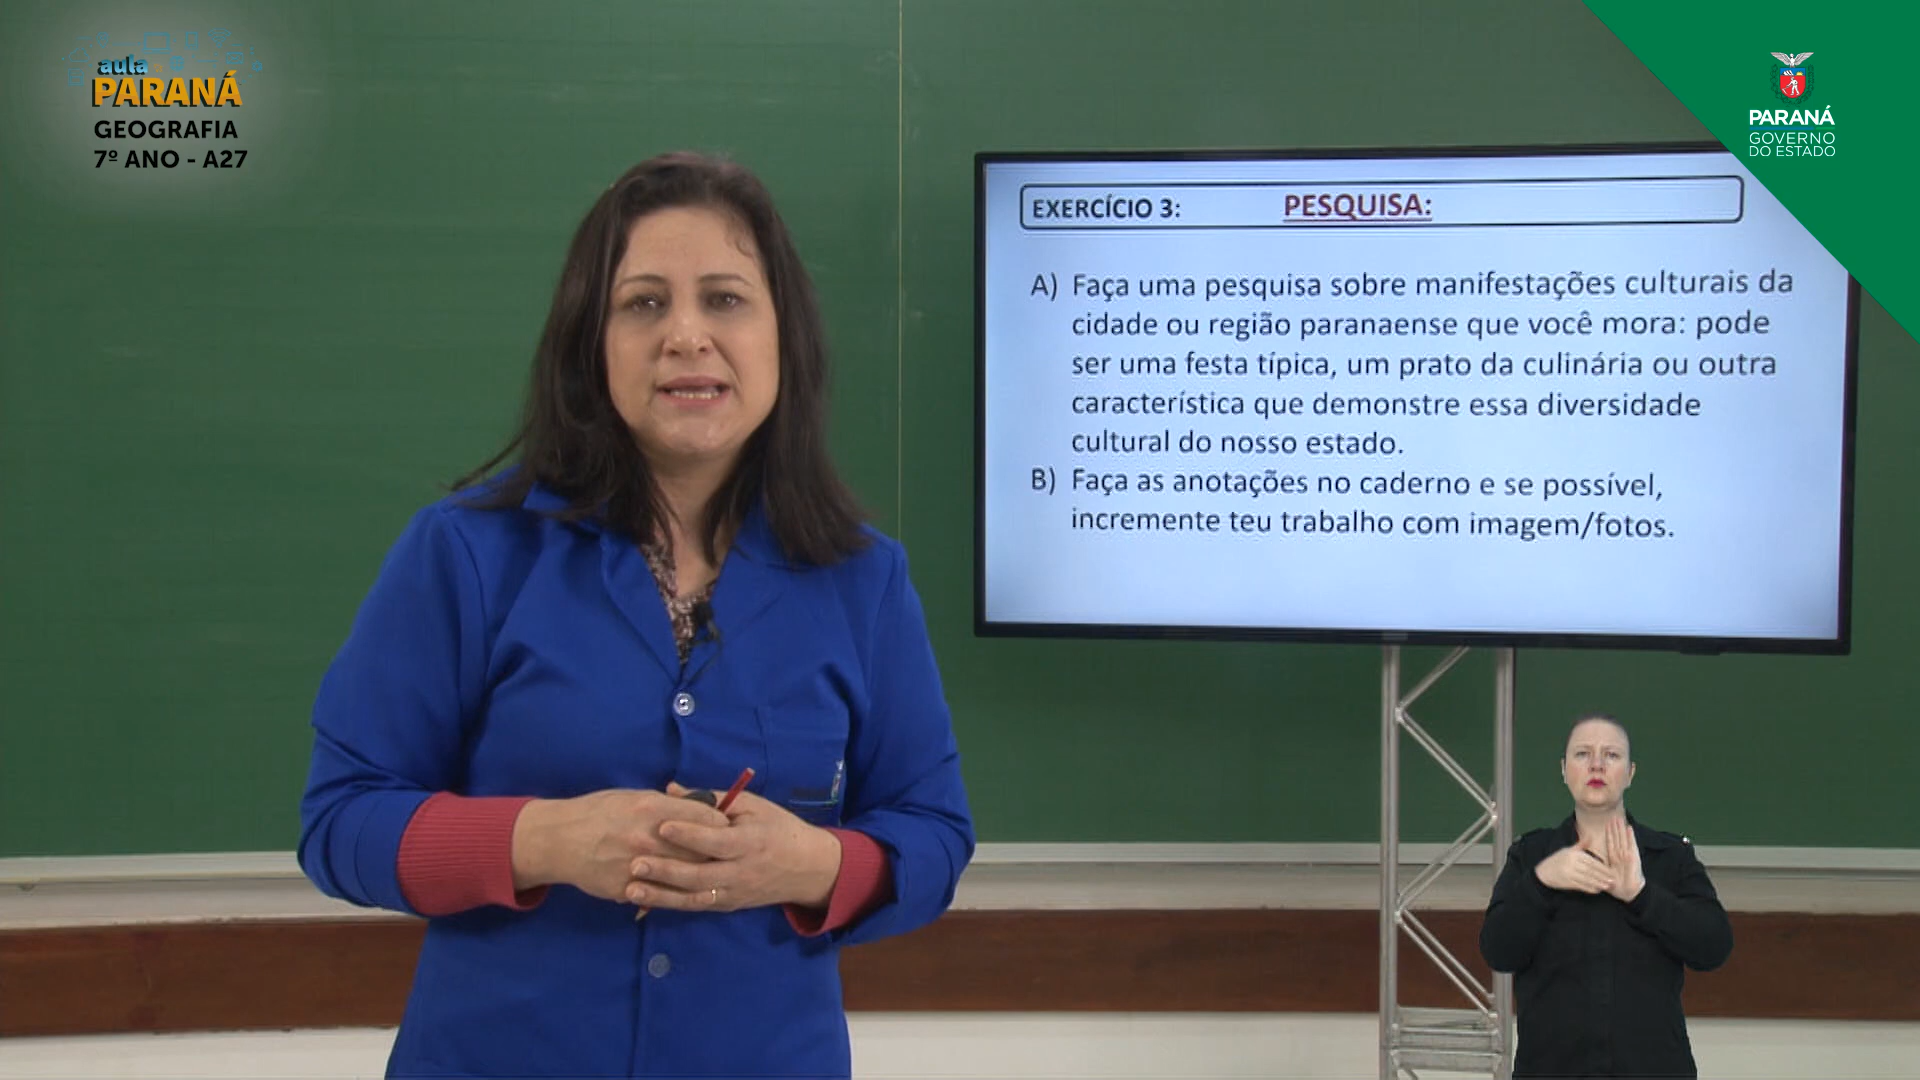 aula
PARANÁ
GEOGRAFIA
7º ANO - A27
PARANÁ
GOVERNO
DO ESTADO
EXERCÍCIO 3: PESQUISA:
A) Faça uma pesquisa sobre manifestações culturais da
cidade ou região paranaense que você mora: pode
ser uma festa típica, um prato da culinária ou outra
característica que demonstre essa diversidade
cultural do nosso estado.
B) Faça as anotações no caderno e se possível,
incremente teu trabalho com imagem/fotos.